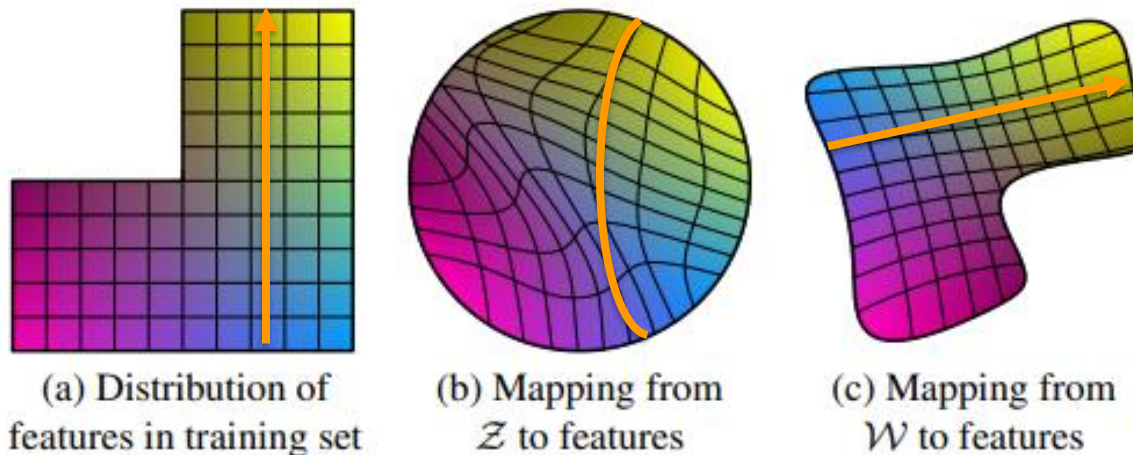 (a) Distribution of
features in training set
(b) Mapping from
𝒵 to features
(c) Mapping from
𝒲 to features